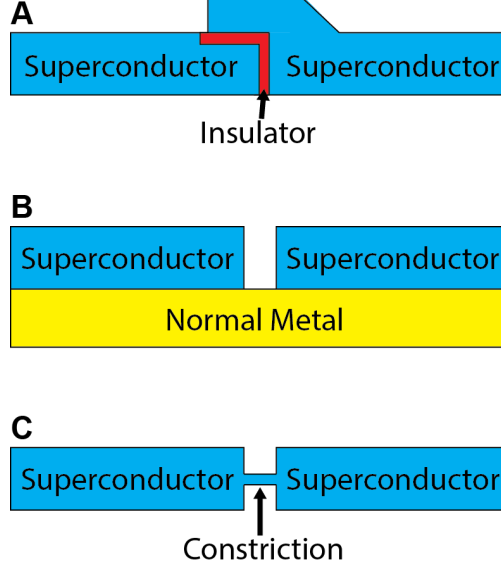 A
Superconductor Superconductor
Insulator
B
Superconductor Superconductor
Normal Metal
C
Superconductor Superconductor
Constriction